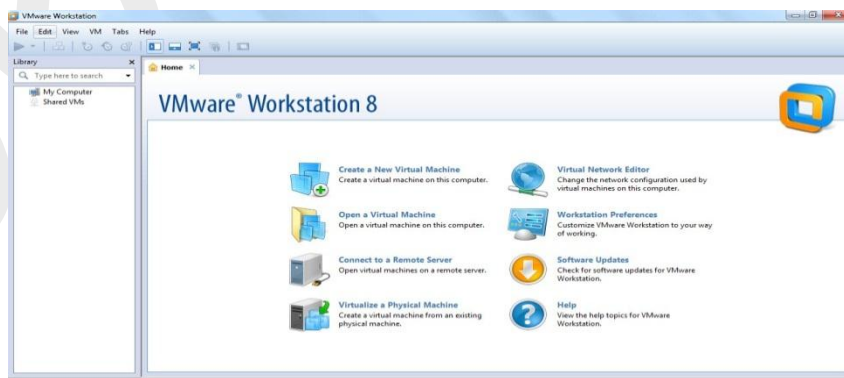 VMware Workstation
File Edit View VM Tabs Help
Library
Home
Type here to search
My Computer
Shared VMs
VMware® Workstation 8
Create a New Virtual Machine
Create a virtual machine on this computer.
Open a Virtual Machine
Open a virtual machine on this computer.
Connect to a Remote Server
Open virtual machines on a remote server.
Virtualize a Physical Machine
Create a virtual machine from an existing
physical machine.
Virtual Network Editor
Change the network configuration used by
virtual machines on this computer.
Workstation Preferences
Customize VMware Workstation to your way
of working.
Software Updates
Check for software updates for VMware
Workstation.
Help
View the help topics for VMware
Workstation.